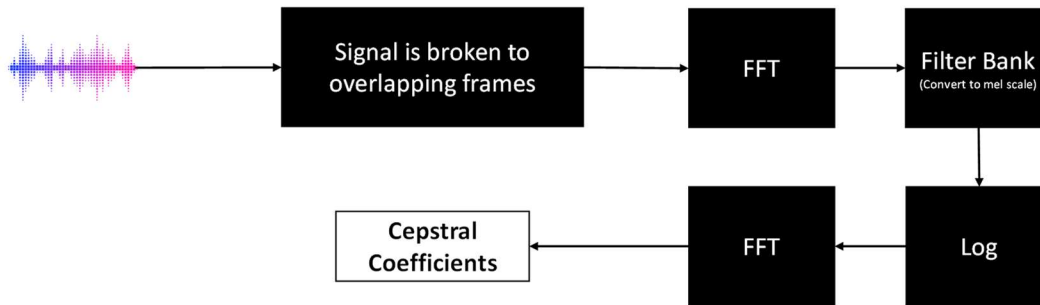 Signal is broken to
overlapping frames
FFT
Filter Bank
(Convert to mel scale)
Cepstral
Coefficients
FFT
Log